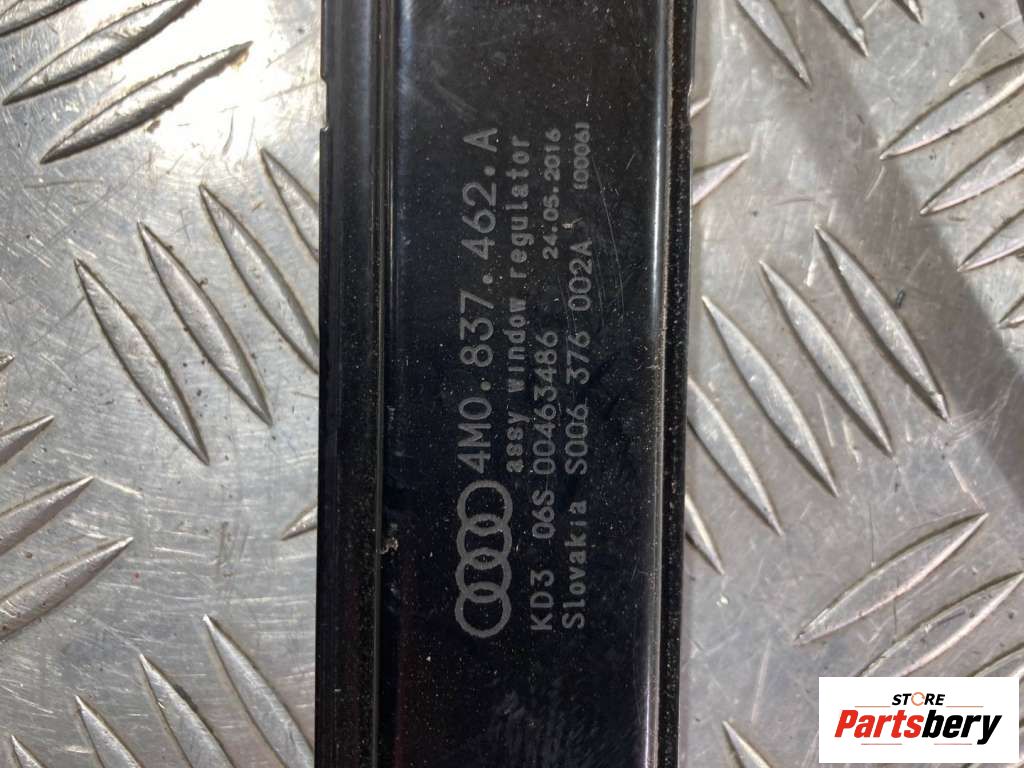 4M0.837.462.A
assy window regulator
KD3 06S 00463486 24.05.2016
Slovakia S006 376 002A (0006)
STORE
Partsbery